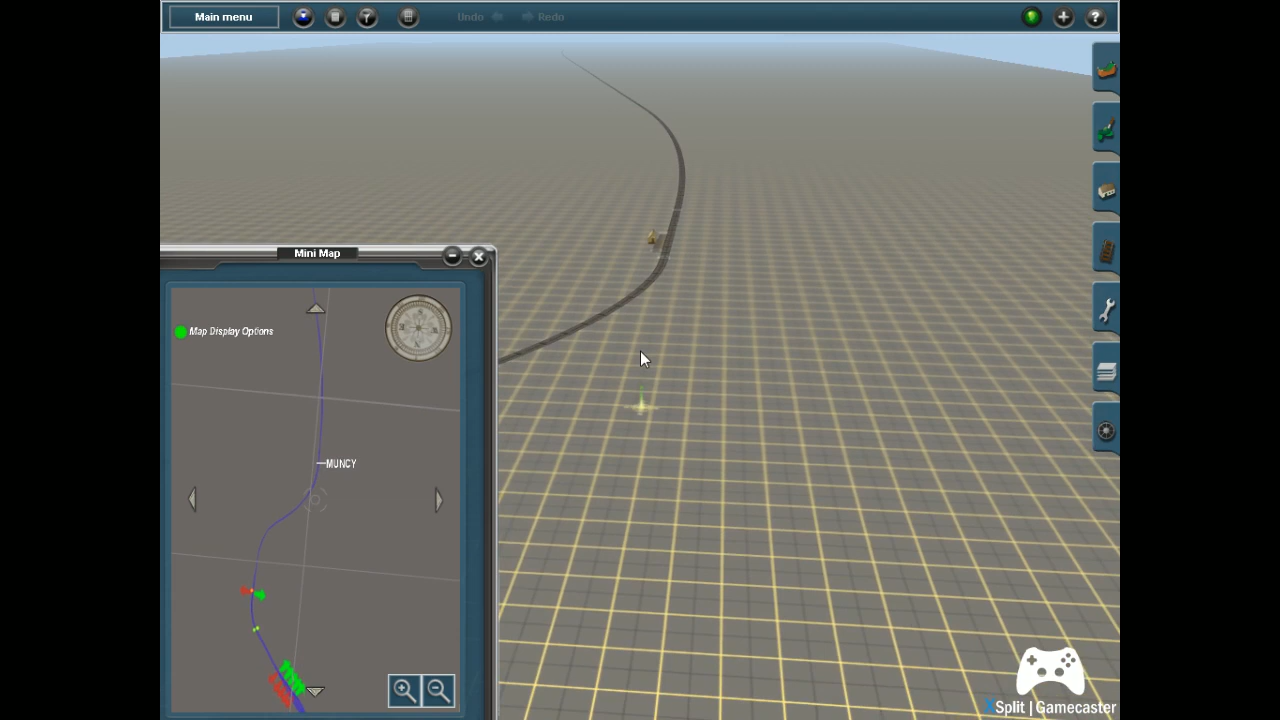 Main menu
Undo
Redo
Mini Map
Map Display Options
MUNCY
XSplit | Gamecaster